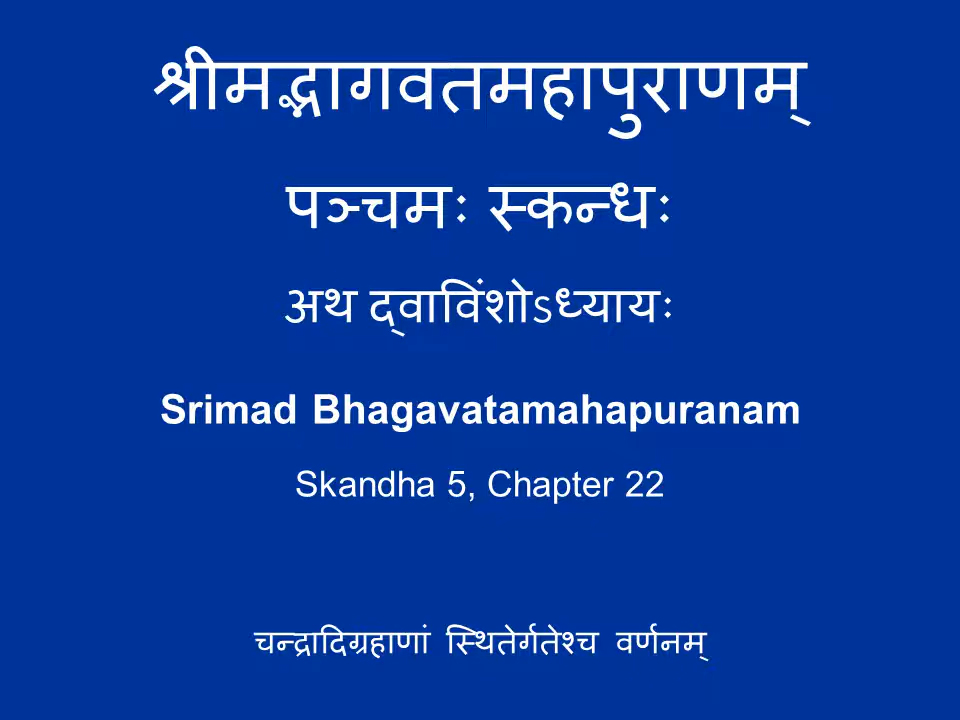 श्रीमद्भागवतमहापुराणम्
पञ्चमः स्कन्धः
अथ द्वाविंशोऽध्यायः
Srimad Bhagavatamahapuranam
Skandha 5, Chapter 22
चन्द्रादिग्रहाणां स्थितेर्गतेश्च वर्णनम्